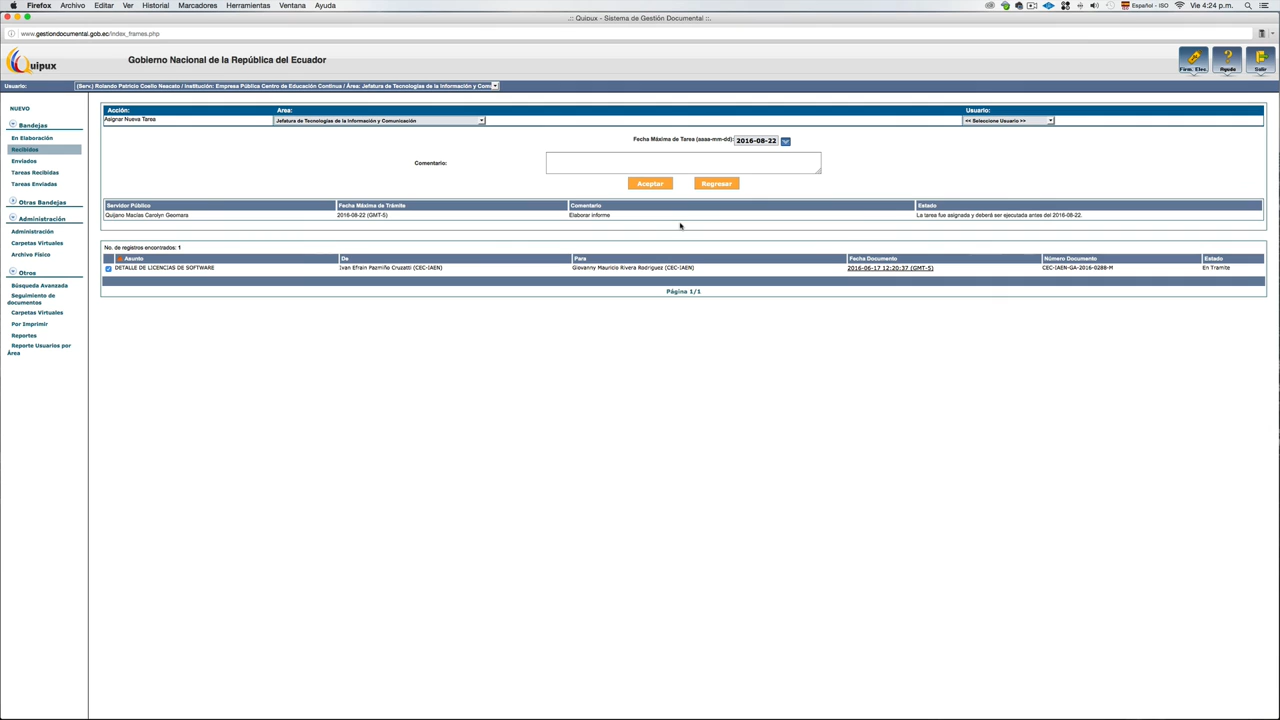 Firefox Archivo Editar Ver Historial Marcadores Herramientas Ventana Ayuda Español - ISO Vie 4:24 p.m.
.:: Quipux - Sistema de Gestión Documental ::.
www.gestiondocumental.gob.ec/index_frames.php
Quipux Gobierno Nacional de la República del Ecuador Firm. Elec. Ayuda Salir
Usuario: (Serv.) Rolando Patricio Coello Neacato / Institución: Empresa Pública Centro de Educación Continua / Área: Jefatura de Tecnologías de la Información y Com
NUEVO
Bandejas
En Elaboración
Recibidos
Enviados
Tareas Recibidas
Tareas Enviadas
Otras Bandejas
Administración
Administración
Carpetas Virtuales
Archivo Físico
Otros
Búsqueda Avanzada
Seguimiento de
documentos
Carpetas Virtuales
Por Imprimir
Reportes
Reporte Usuarios por
Área
Acción: Area: Usuario:
Asignar Nueva Tarea Jefatura de Tecnologías de la Información y Comunicación << Seleccione Usuario >>
Fecha Máxima de Tarea (aaaa-mm-dd): 2016-08-22
Comentario:
Aceptar Regresar
Servidor Público Fecha Máxima de Trámite Comentario Estado
Quijano Macías Carolyn Geomara 2016-08-22 (GMT-5) Elaborar informe La tarea fue asignada y deberá ser ejecutada antes del 2016-08-22.
No. de registros encontrados: 1
Asunto De Para Fecha Documento Número Documento Estado
DETALLE DE LICENCIAS DE SOFTWARE Ivan Efraín Pazmiño Cruzatti (CEC-IAEN) Giovanny Mauricio Rivera Rodríguez (CEC-IAEN) 2016-06-17 12:20:37 (GMT-5) CEC-IAEN-GA-2016-0288-M En Tramite
Página 1/1